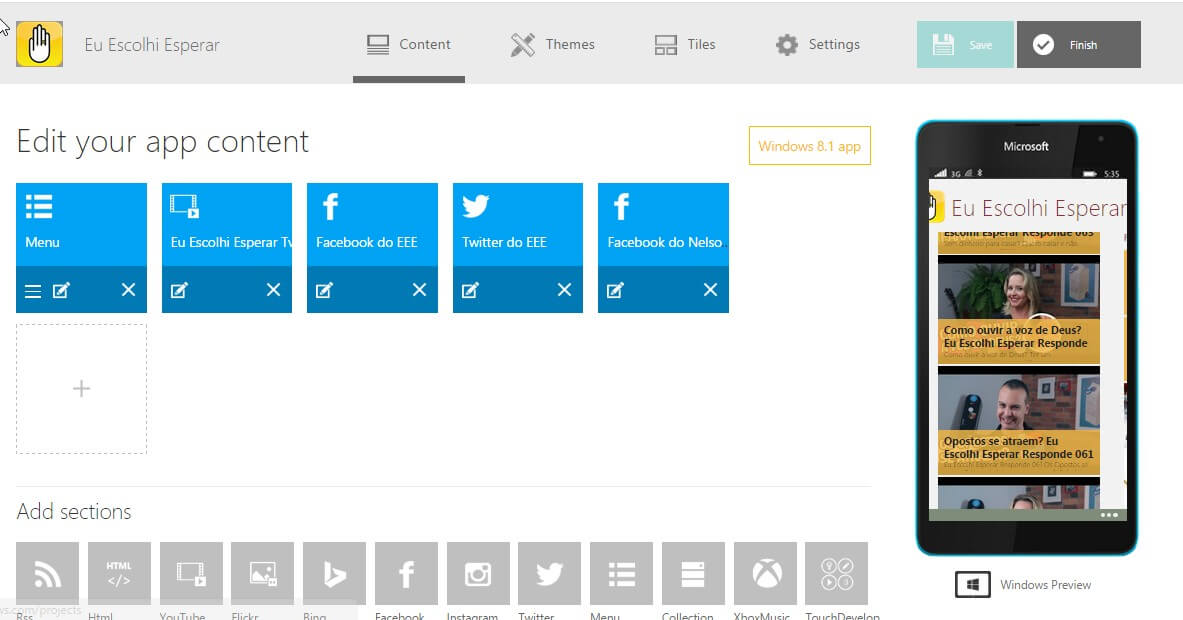 Eu Escolhi Esperar
Content
Themes
Tiles
Settings
Save
Finish
Edit your app content
Windows 8.1 app
Menu
Eu Escolhi Esperar Tv
Facebook do EEE
Twitter do EEE
Facebook do Nelso...
Add sections
HTML
</>
Rss
Html
YouTube
Flickr
Bing
Facebook
Instagram
Twitter
Menu
Collection
XboxMusic
TouchDevelop
ws.com/projects
Microsoft
3G
5:35
Eu Escolhi Esperar
Escolhi Esperar Responde 063
Como ouvir a voz de Deus?
Eu Escolhi Esperar Responde
Como ouvir a voz de Deus? Ter um
Opostos se atraem? Eu
Escolhi Esperar Responde 061
Eu Escolhi Esperar Responde 061 Os Opostos se
Windows Preview